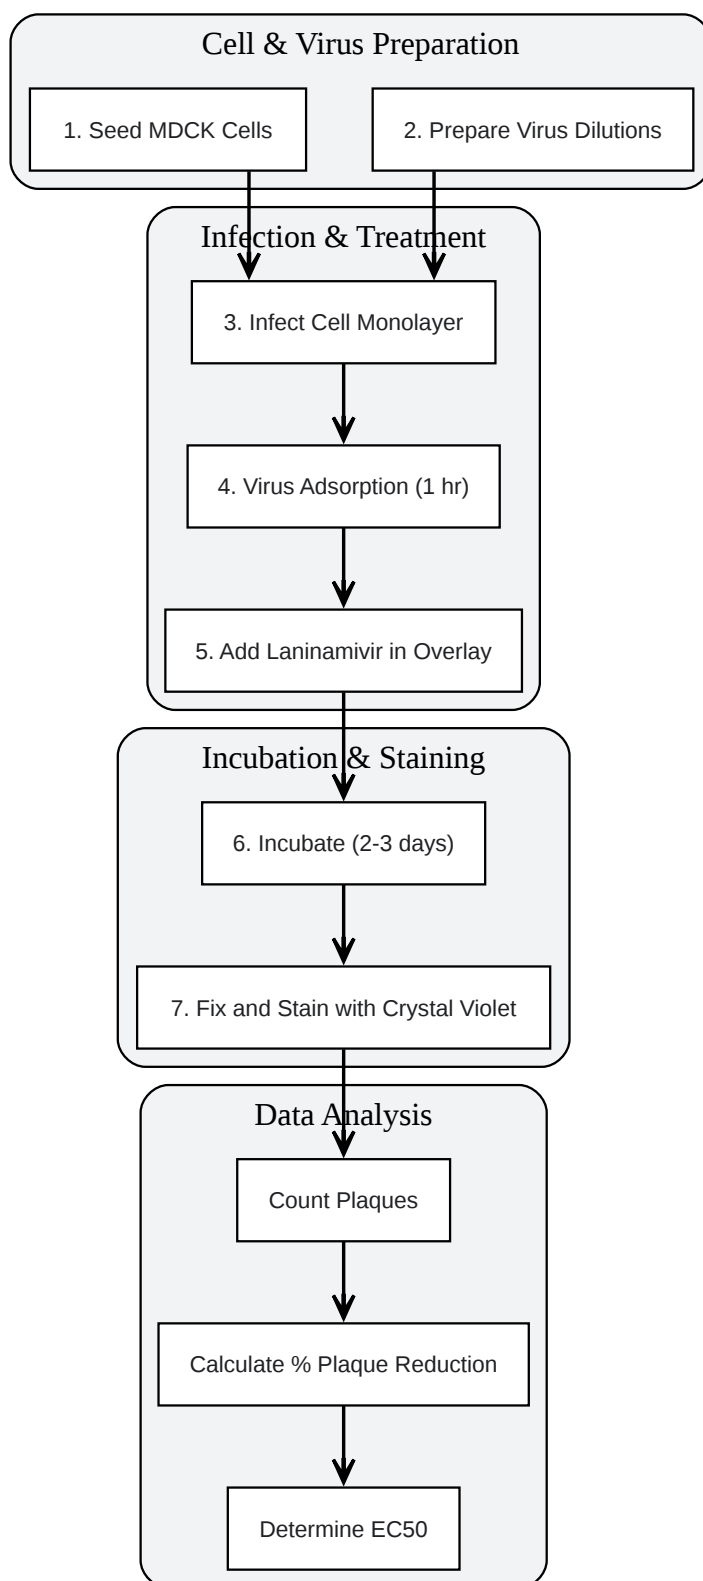 Cell & Virus Preparation
1. Seed MDCK Cells
2. Prepare Virus Dilutions
Infection & Treatment
3. Infect Cell Monolayer
4. Virus Adsorption (1 hr)
5. Add Laninamivir in Overlay
Incubation & Staining
6. Incubate (2-3 days)
7. Fix and Stain with Crystal Violet
Data Analysis
Count Plaques
Calculate % Plaque Reduction
Determine EC50